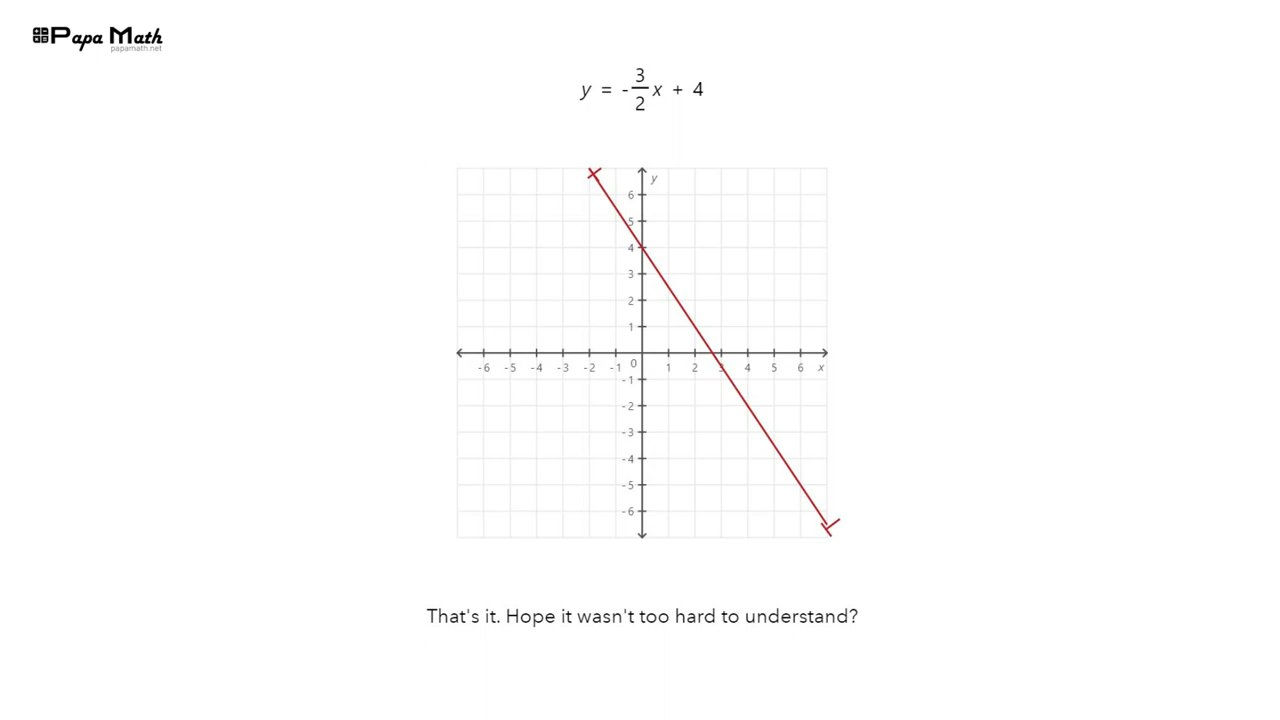 Papa Math
papamath.net
y = -3/2x + 4
y
6
5
4
3
2
1
-6 -5 -4 -3 -2 -1 0 1 2 3 4 5 6 x
-1
-2
-3
-4
-5
-6
That's it. Hope it wasn't too hard to understand?